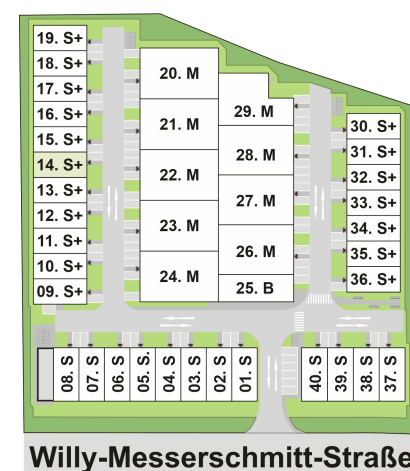 19. S+
18. S+
17. S+
16. S+
15. S+
14. S+
13. S+
12. S+
11. S+
10. S+
09. S+
20. M
21. M
22. M
23. M
24. M
29. M
28. M
27. M
26. M
25. B
30. S+
31. S+
32. S+
33. S+
34. S+
35. S+
36. S+
08. S
07. S
06. S
05. S.
04. S
03. S
02. S
01. S
40. S
39. S
38. S
37. S
Willy-Messerschmitt-Straße